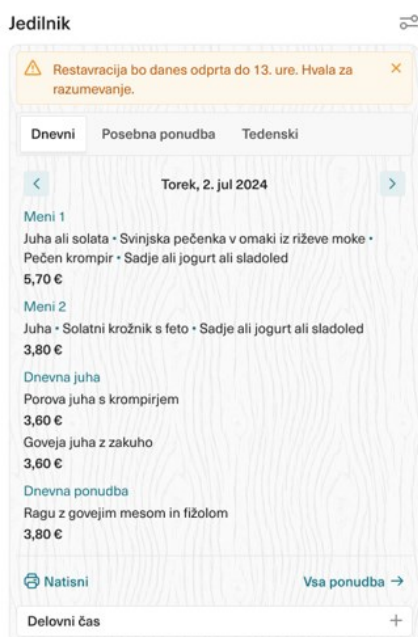 Jedilnik
Restavracija bo danes odprta do 13. ure. Hvala za
razumevanje.
Dnevni
Posebna ponudba
Tedenski
Torek, 2. jul 2024
Meni 1
Juha ali solata • Svinjska pečenka v omaki iz riževe moke •
Pečen krompir • Sadje ali jogurt ali sladoled
5,70 €
Meni 2
Juha • Solatni krožnik s feto • Sadje ali jogurt ali sladoled
3,80 €
Dnevna juha
Porova juha s krompirjem
3,60 €
Goveja juha z zakuho
3,60 €
Dnevna ponudba
Ragu z govejim mesom in fižolom
3,80 €
Natisni
Vsa ponudba →
Delovni čas